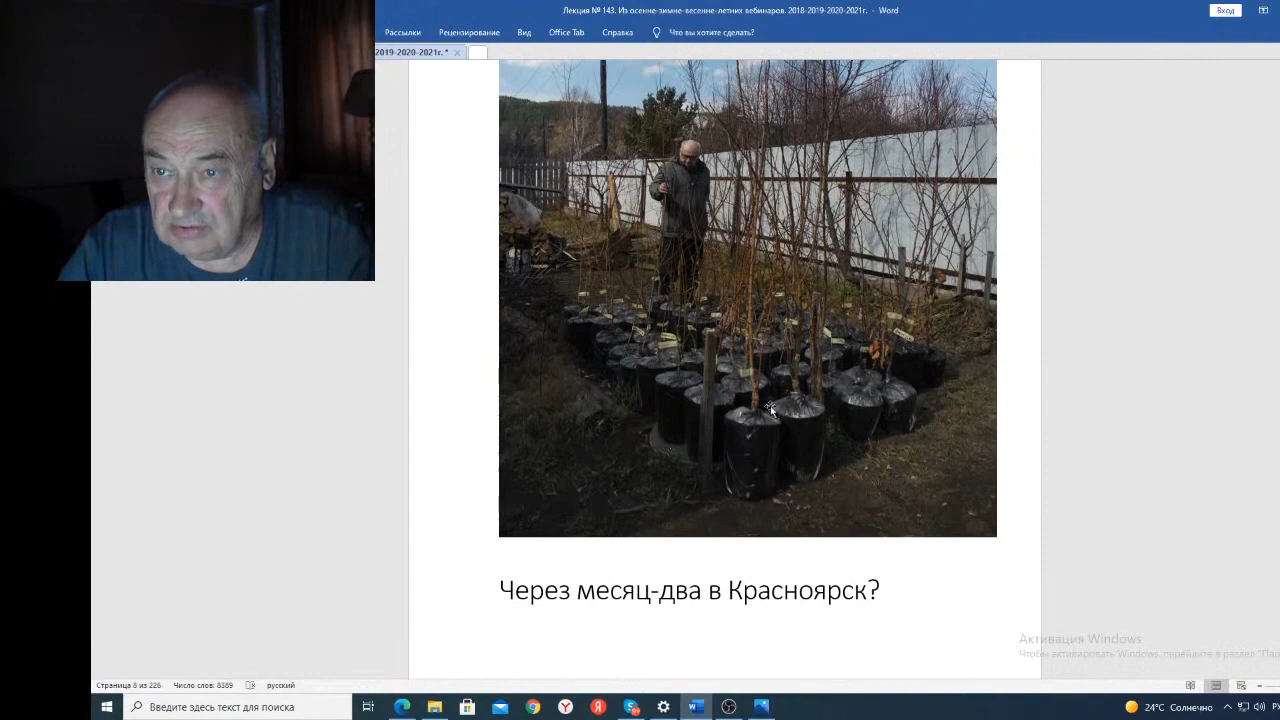 Лекция № 143. Из осенне-зимне-весенне-летних вебинаров. 2018-2019-2020-2021г. - Word
Вход
Рассылки Рецензирование Вид Office Tab Справка Что вы хотите сделать?
2019-2020-2021г. *
Через месяц-два в Красноярск?
Активация Windows
Чтобы активировать Windows, перейдите в раздел "Пар
Страница 8 из 226 Число слов: 8389 русский
Введите здесь текст для поиска
24°C Солнечно